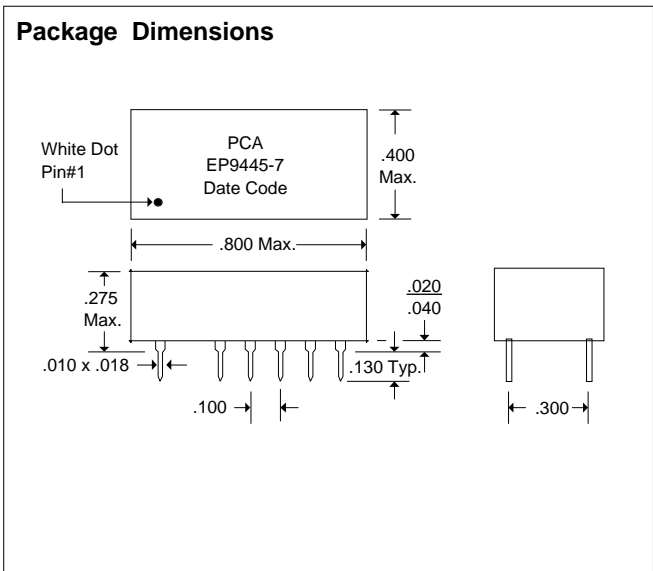 Package Dimensions
White Dot
Pin#1
PCA
EP9445-7
Date Code
.400
Max.
.800 Max.
.275
Max.
.020
.040
.010 x .018
.130 Typ.
.100
.300